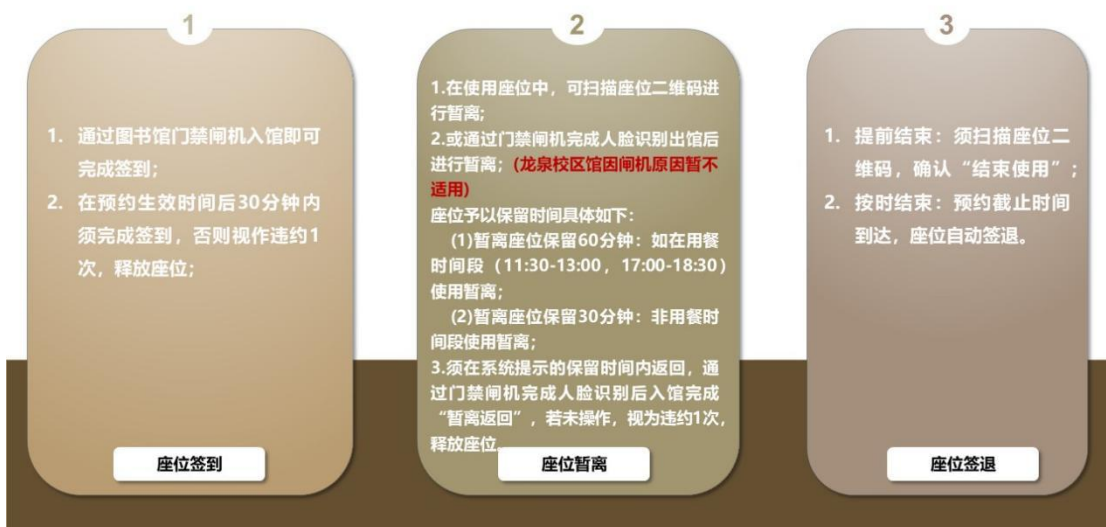 1
1. 通过图书馆门禁闸机入馆即可
完成签到;
2. 在预约生效时间后30分钟内
须完成签到，否则视作违约1
次，释放座位;
座位签到
2
1.在使用座位中，可扫描座位二维码进
行暂离;
2.或通过门禁闸机完成人脸识别出馆后
进行暂离; (龙泉校区馆因闸机原因暂不
适用)
座位予以保留时间具体如下:
(1)暂离座位保留60分钟: 如在用餐
时间段 (11:30-13:00，17:00-18:30)
使用暂离;
(2)暂离座位保留30分钟: 非用餐时
间段使用暂离;
3.须在系统提示的保留时间内返回，通
过门禁闸机完成人脸识别后入馆完成
“暂离返回”，若未操作，视为违约1次，
释放座位。
座位暂离
3
1. 提前结束: 须扫描座位二
维码，确认“结束使用”;
2. 按时结束: 预约截止时间
到达，座位自动签退。
座位签退